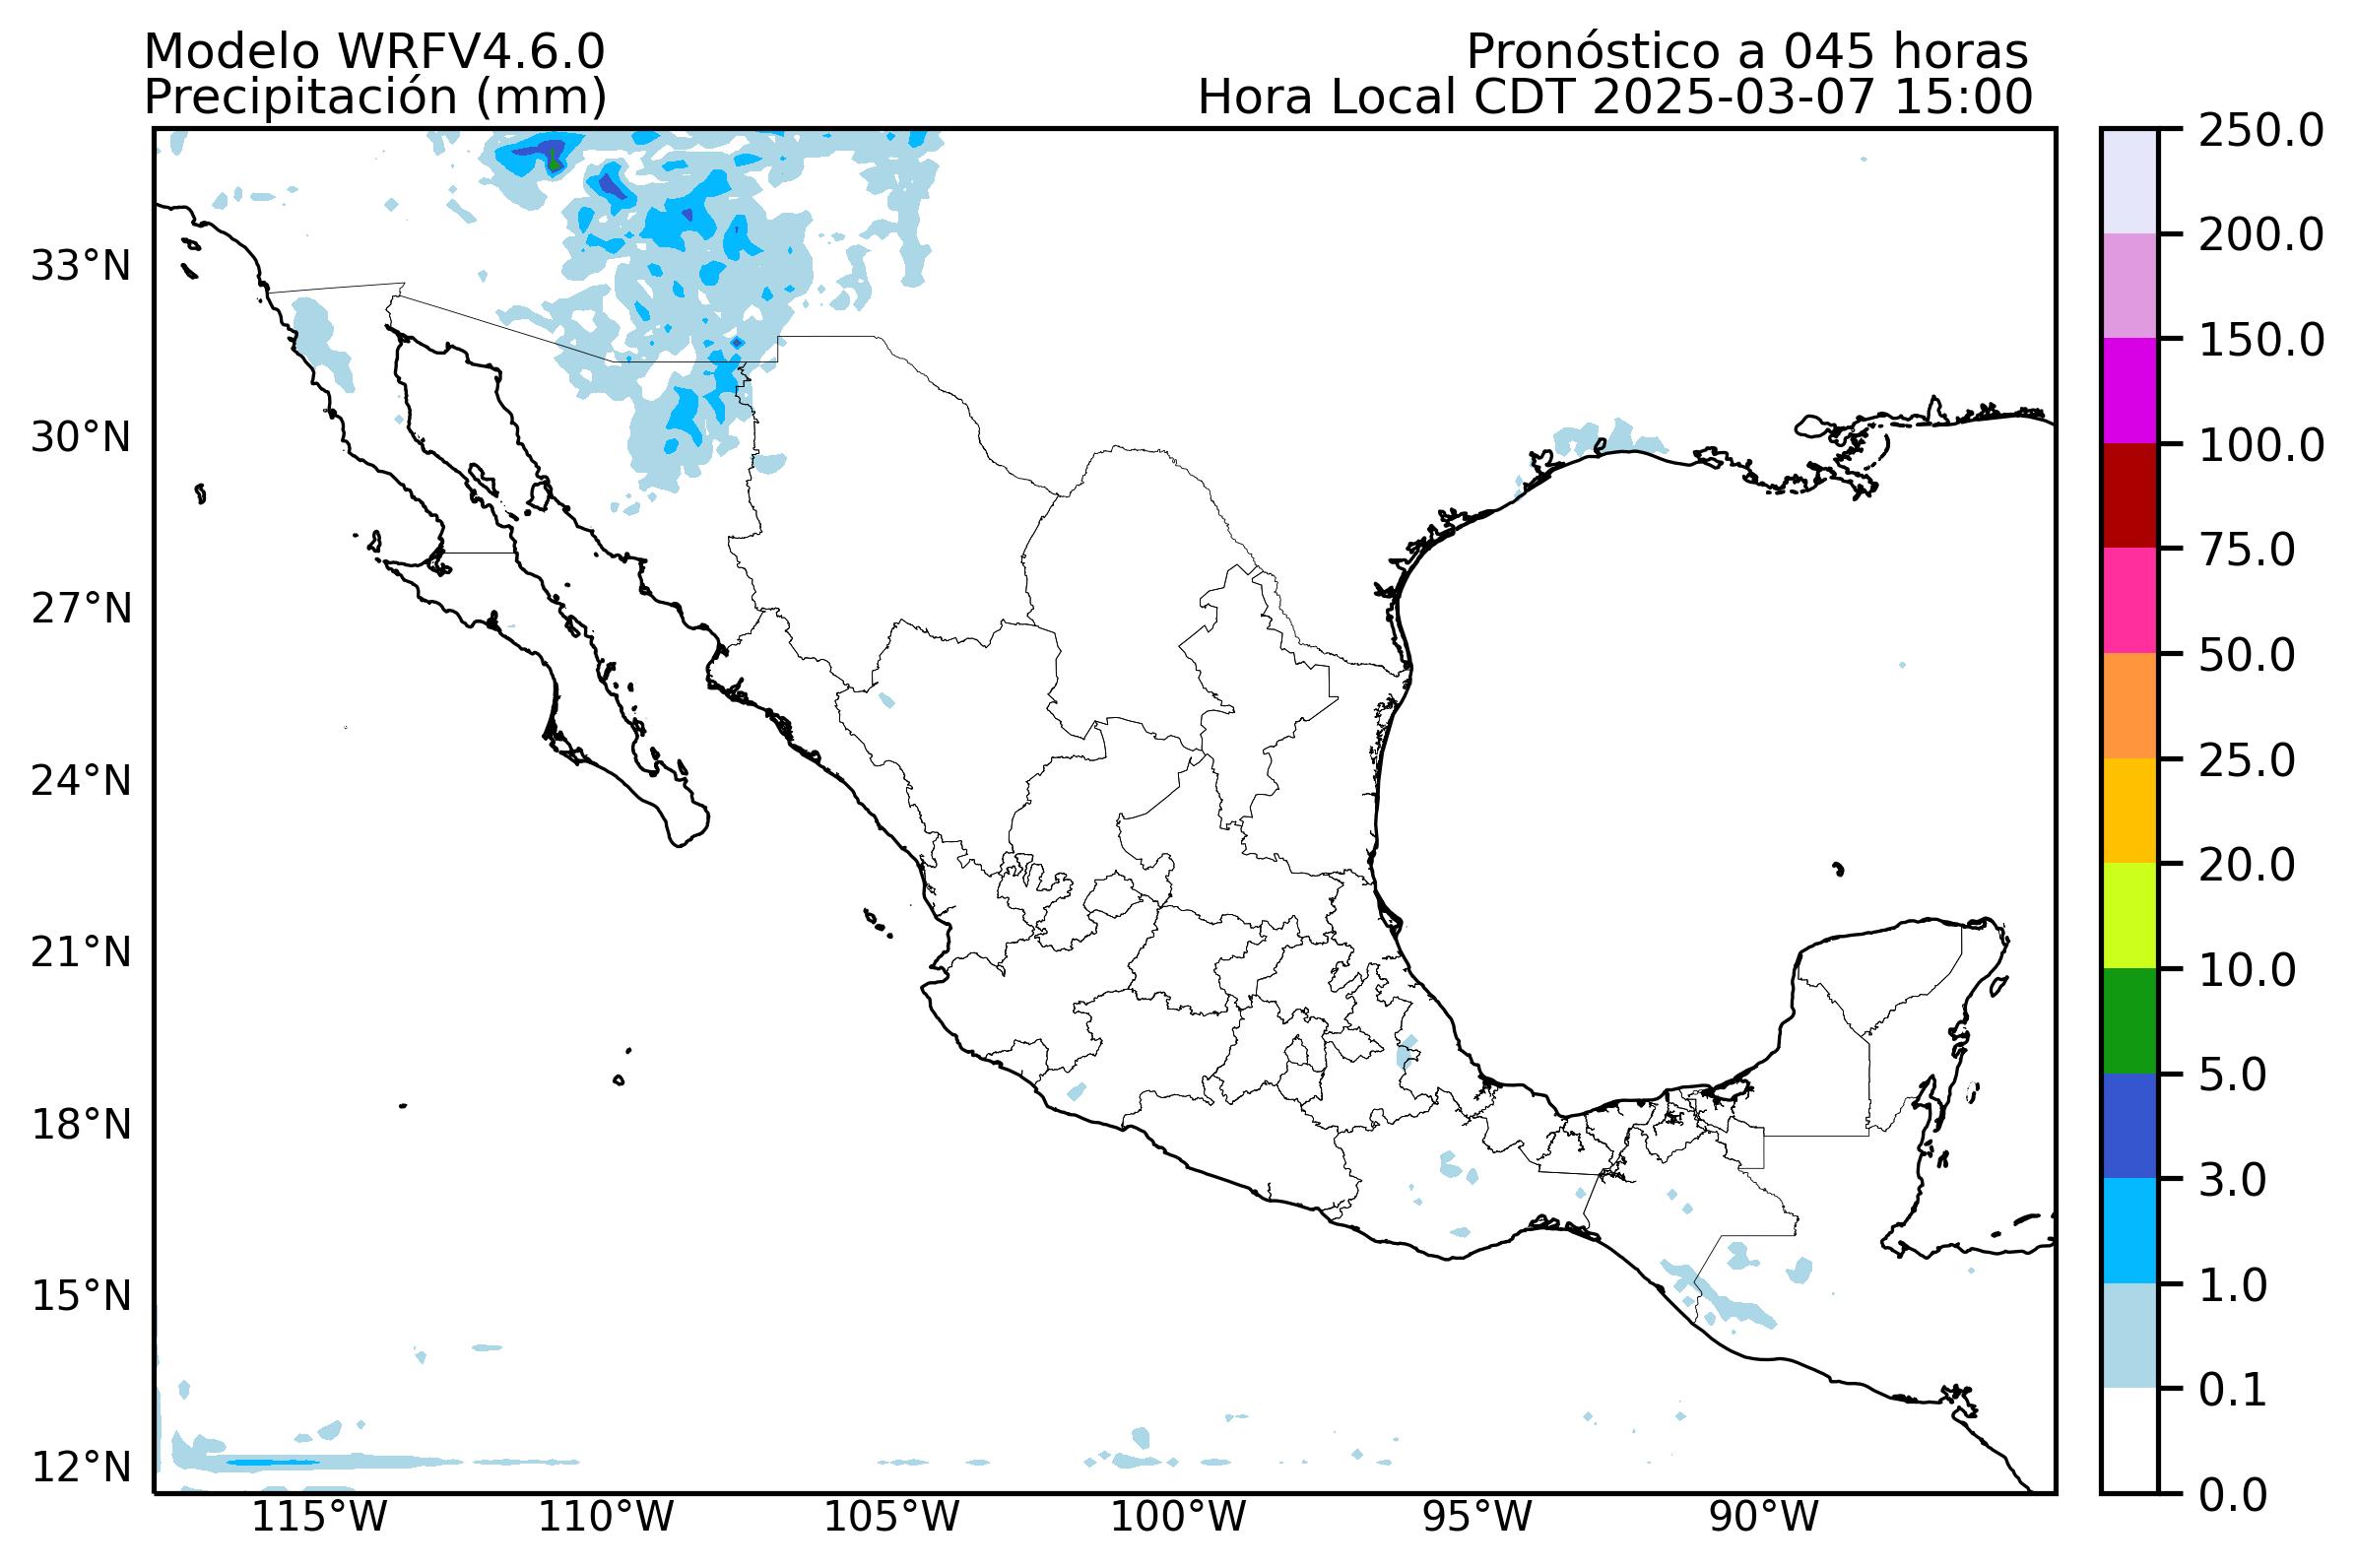 Modelo WRFV4.6.0
Pronóstico a 045 horas
Precipitación (mm)
Hora Local CDT 2025-03-07 15:00
250.0
200.0
150.0
100.0
75.0
50.0
25.0
20.0
10.0
5.0
3.0
1.0
0.1
0.0
33°N
30°N
27°N
24°N
21°N
18°N
15°N
12°N
115°W
110°W
105°W
100°W
95°W
90°W